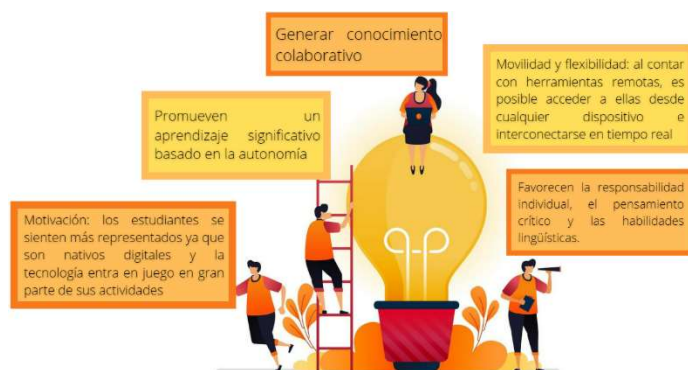 Generar conocimiento
colaborativo
Movilidad y flexibilidad: al contar
con herramientas remotas, es
posible acceder a ellas desde
cualquier dispositivo e
interconectarse en tiempo real
Promueven un
aprendizaje significativo
basado en la autonomía
Favorecen la responsabilidad
individual, el pensamiento
crítico y las habilidades
lingüísticas.
Motivación: los estudiantes se
sienten más representados ya que
son nativos digitales y la
tecnología entra en juego en gran
parte de sus actividades